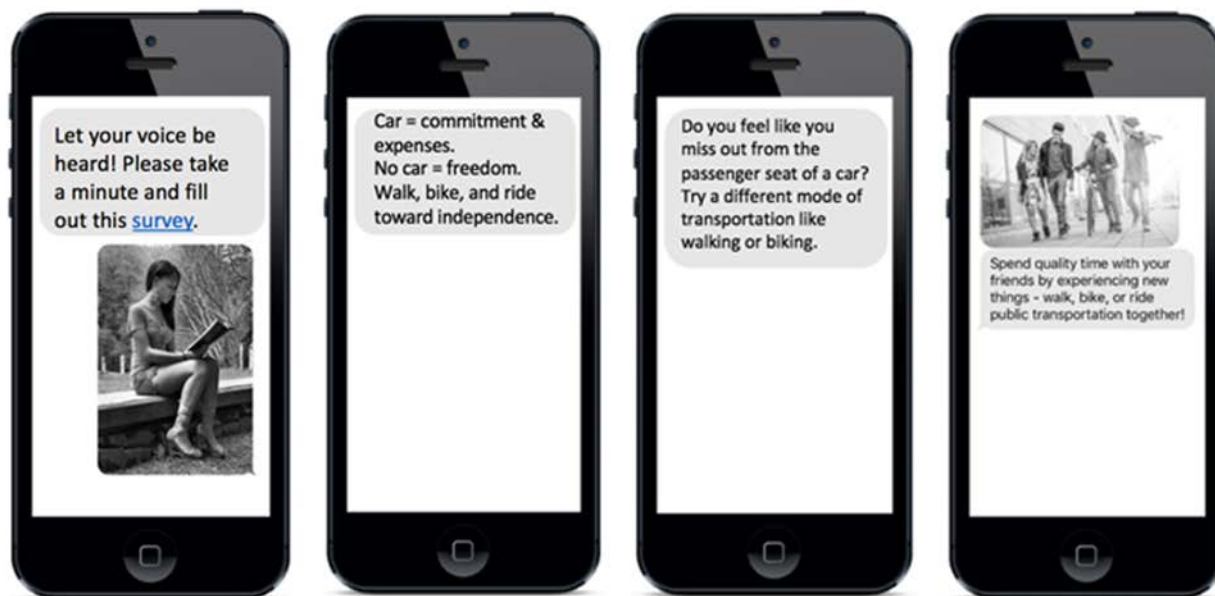 Let your voice be
heard! Please take
a minute and fill
out this survey.
Car = commitment &
expenses.
No car = freedom.
Walk, bike, and ride
toward independence.
Do you feel like you
miss out from the
passenger seat of a car?
Try a different mode of
transportation like
walking or biking.
Spend quality time with your
friends by experiencing new
things - walk, bike, or ride
public transportation together!